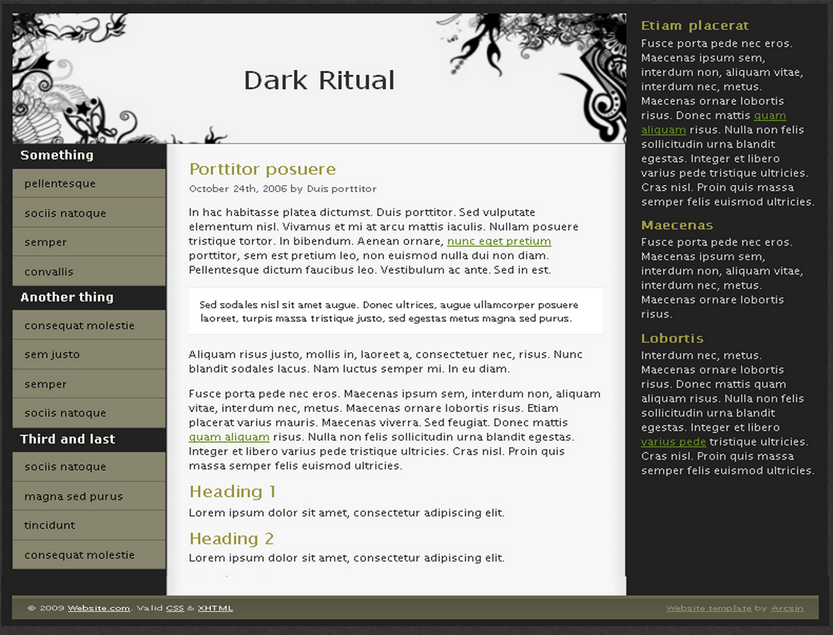 Dark Ritual
Something
pellentesque
sociis natoque
semper
convallis
Another thing
consequat molestie
sem justo
semper
sociis natoque
Third and last
sociis natoque
magna sed purus
tincidunt
consequat molestie
Porttitor posuere
October 24th, 2006 by Duis porttitor
In hac habitasse platea dictumst. Duis porttitor. Sed vulputate
elementum nisl. Vivamus et mi at arcu mattis iaculis. Nullam posuere
tristique tortor. In bibendum. Aenean ornare, nunc eget pretium
porttitor, sem est pretium leo, non euismod nulla dui non diam.
Pellentesque dictum faucibus leo. Vestibulum ac ante. Sed in est.
Sed sodales nisl sit amet augue. Donec ultrices, augue ullamcorper posuere
laoreet, turpis massa tristique justo, sed egestas metus magna sed purus.
Aliquam risus justo, mollis in, laoreet a, consectetuer nec, risus. Nunc
blandit sodales lacus. Nam luctus semper mi. In eu diam.
Fusce porta pede nec eros. Maecenas ipsum sem, interdum non, aliquam
vitae, interdum nec, metus. Maecenas ornare lobortis risus. Etiam
placerat varius mauris. Maecenas viverra. Sed feugiat. Donec mattis
quam aliquam risus. Nulla non felis sollicitudin urna blandit egestas.
Integer et libero varius pede tristique ultricies. Cras nisl. Proin quis
massa semper felis euismod ultricies.
Heading 1
Lorem ipsum dolor sit amet, consectetur adipiscing elit.
Heading 2
Lorem ipsum dolor sit amet, consectetur adipiscing elit.
Etiam placerat
Fusce porta pede nec eros.
Maecenas ipsum sem,
interdum non, aliquam vitae,
interdum nec, metus.
Maecenas ornare lobortis
risus. Donec mattis quam
aliquam risus. Nulla non felis
sollicitudin urna blandit
egestas. Integer et libero
varius pede tristique ultricies.
Cras nisl. Proin quis massa
semper felis euismod ultricies.
Maecenas
Fusce porta pede nec eros.
Maecenas ipsum sem,
interdum non, aliquam vitae,
interdum nec, metus.
Maecenas ornare lobortis
risus.
Lobortis
Interdum nec, metus.
Maecenas ornare lobortis
risus. Donec mattis quam
aliquam risus. Nulla non felis
sollicitudin urna blandit
egestas. Integer et libero
varius pede tristique ultricies.
Cras nisl. Proin quis massa
semper felis euismod ultricies.
© 2009 Website.com. Valid CSS & XHTML
Website template by Arcsin